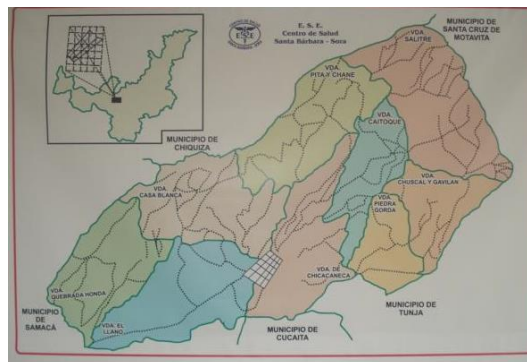 E. S. E.
Centro de Salud
Santa Bárbara - Sora
MUNICIPIO DE
SANTA CRUZ DE
MOTAVITA
VDA.
SALITRE
VDA.
PITA Y CHANE
VDA.
CAITOQUE
MUNICIPIO DE
CHIQUIZA
VDA.
CASA BLANCA
VDA.
CHUSCAL Y GAVILAN
VDA.
PIEDRA
GORDA
VDA.
QUEBRADA HONDA
VDA. DE
CHICACANECA
MUNICIPIO
DE
SAMACÁ
VDA. EL
LLANO
MUNICIPIO DE
CUCAITA
MUNICIPIO DE
TUNJA